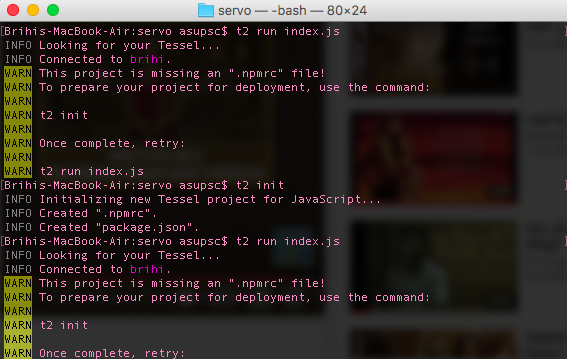 servo — -bash — 80×24
[Brihis-MacBook-Air:servo asupsc$ t2 run index.js ]
INFO Looking for your Tessel...
INFO Connected to brihi.
WARN This project is missing an ".npmrc" file!
WARN To prepare your project for deployment, use the command:
WARN
WARN t2 init
WARN
WARN Once complete, retry:
WARN
WARN t2 run index.js
[Brihis-MacBook-Air:servo asupsc$ t2 init ]
INFO Initializing new Tessel project for JavaScript...
INFO Created ".npmrc".
INFO Created "package.json".
[Brihis-MacBook-Air:servo asupsc$ t2 run index.js ]
INFO Looking for your Tessel...
INFO Connected to brihi.
WARN This project is missing an ".npmrc" file!
WARN To prepare your project for deployment, use the command:
WARN
WARN t2 init
WARN
WARN Once complete, retry: